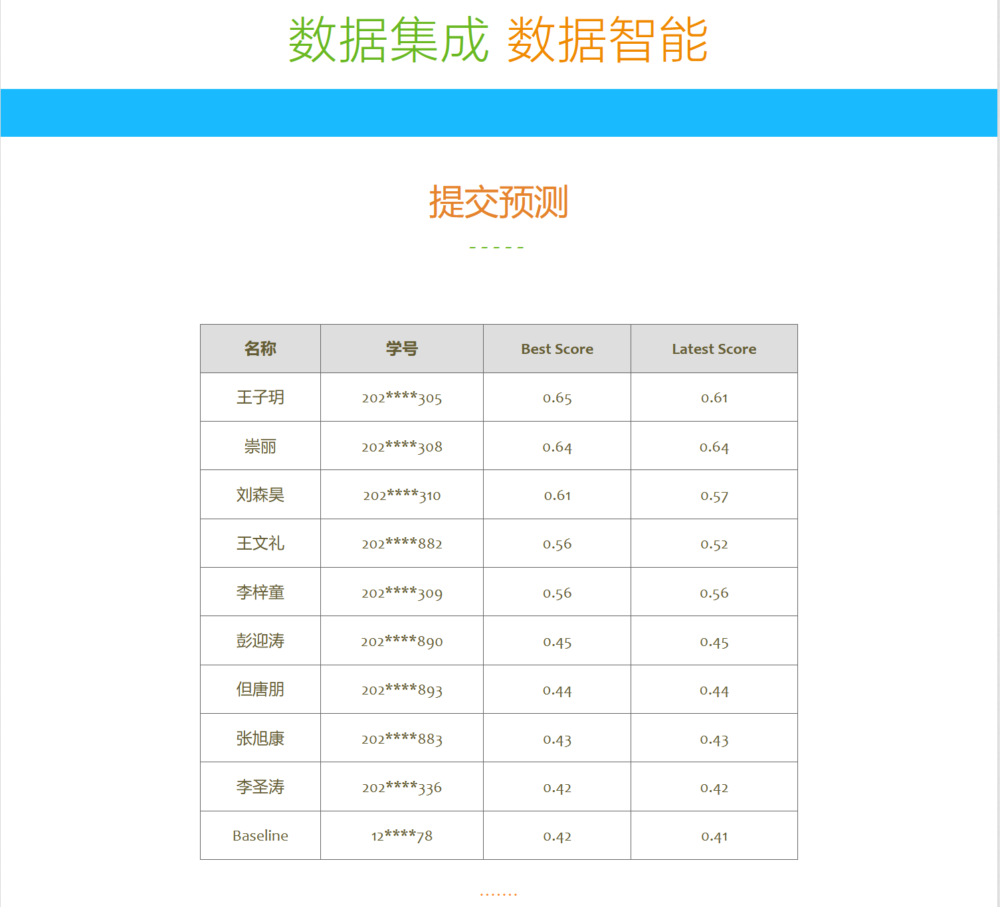 数据集成 数据智能
提交预测
- - - - -
名称 学号 Best Score Latest Score
王子玥 202****305 0.65 0.61
崇丽 202****308 0.64 0.64
刘森昊 202****310 0.61 0.57
王文礼 202****882 0.56 0.52
李梓童 202****309 0.56 0.56
彭迎涛 202****890 0.45 0.45
但唐朋 202****893 0.44 0.44
张旭康 202****883 0.43 0.43
李圣涛 202****336 0.42 0.42
Baseline 12****78 0.42 0.41
.......